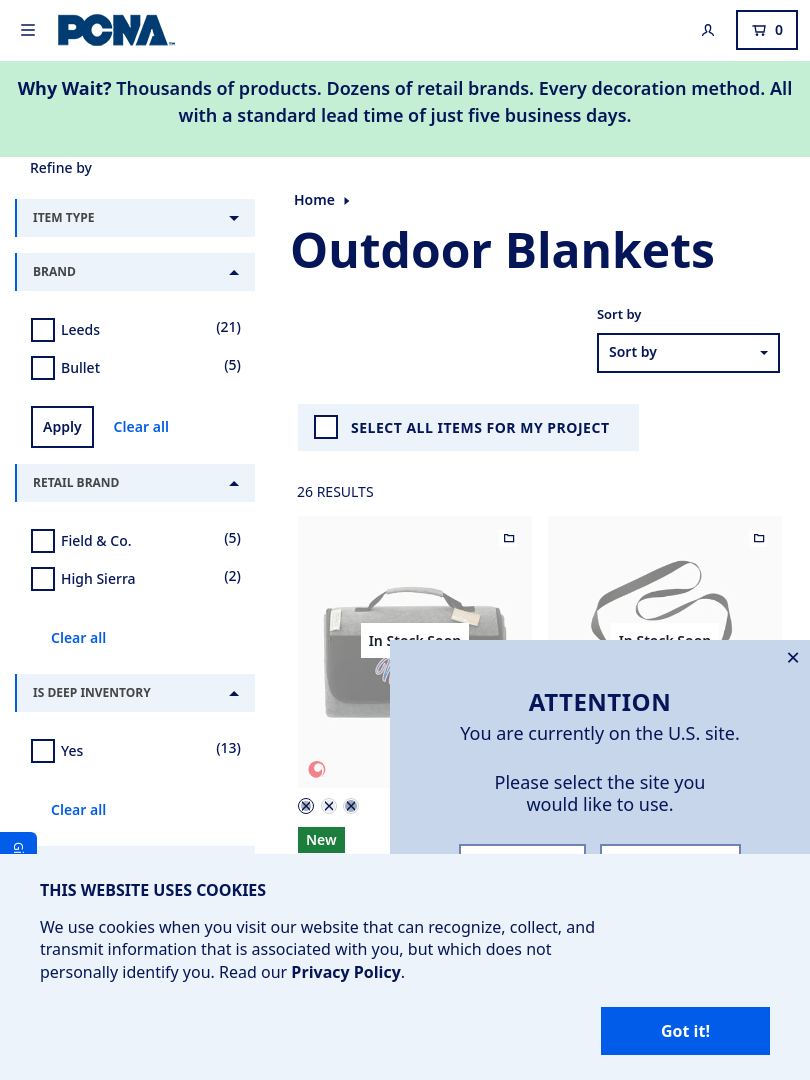 PCNA
0
Why Wait? Thousands of products. Dozens of retail brands. Every decoration method. All
with a standard lead time of just five business days.
Refine by
Home
ITEM TYPE
Outdoor Blankets
BRAND
Leeds (21)
Bullet (5)
Sort by
Sort by
Apply Clear all
SELECT ALL ITEMS FOR MY PROJECT
RETAIL BRAND
26 RESULTS
Field & Co. (5)
High Sierra (2)
Clear all
In Stock Soon
In Stock Soon
IS DEEP INVENTORY
Yes (13)
Clear all
New
ATTENTION
You are currently on the U.S. site.
Please select the site you
would like to use.
THIS WEBSITE USES COOKIES
We use cookies when you visit our website that can recognize, collect, and
transmit information that is associated with you, but which does not
personally identify you. Read our Privacy Policy.
Got it!